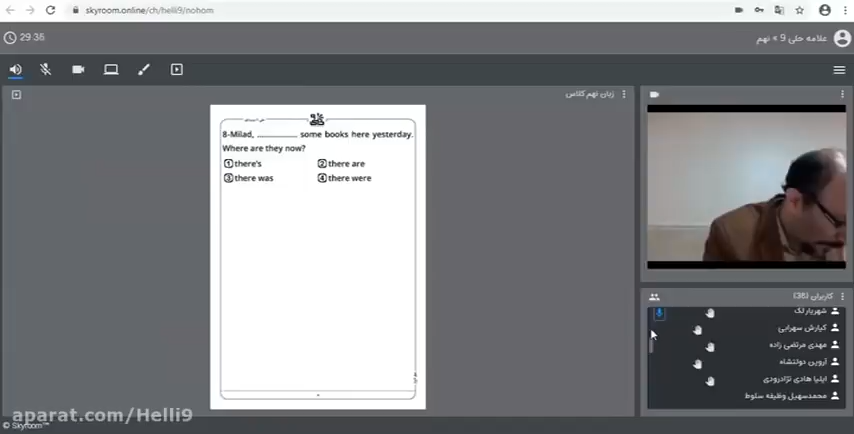 skyroom.online/ch/helli9/nohom
29:35
علامه حلی 9 » نهم
زبان نهم کلاس
8-Milad, ............... some books here yesterday.
Where are they now?
1 there's
2 there are
3 there was
4 there were
کاربران (36)
شهریار لک
کیارش سهرابی
مهدی مرتضی زاده
آروین دولتشاه
ایلیا هادی نژادرودی
محمدسهیل وظیفه سلوط
aparat.com/Helli9
© Skyroom™